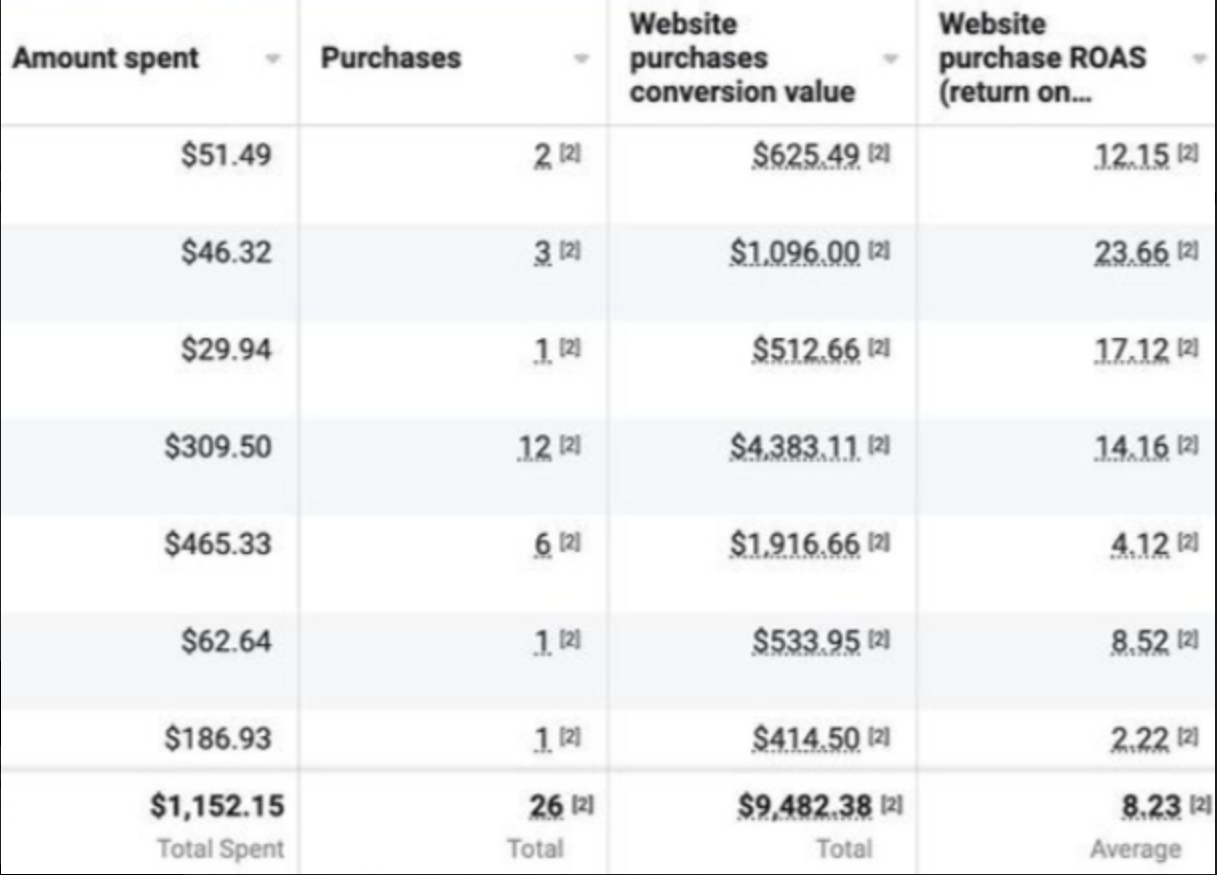 Amount spent Purchases Website purchases conversion value Website purchase ROAS (return on...
$51.49 2 [2] $625.49 [2] 12.15 [2]
$46.32 3 [2] $1,096.00 [2] 23.66 [2]
$29.94 1 [2] $512.66 [2] 17.12 [2]
$309.50 12 [2] $4,383.11 [2] 14.16 [2]
$465.33 6 [2] $1,916.66 [2] 4.12 [2]
$62.64 1 [2] $533.95 [2] 8.52 [2]
$186.93 1 [2] $414.50 [2] 2.22 [2]
$1,152.15 26 [2] $9,482.38 [2] 8.23 [2]
Total Spent Total Total Average